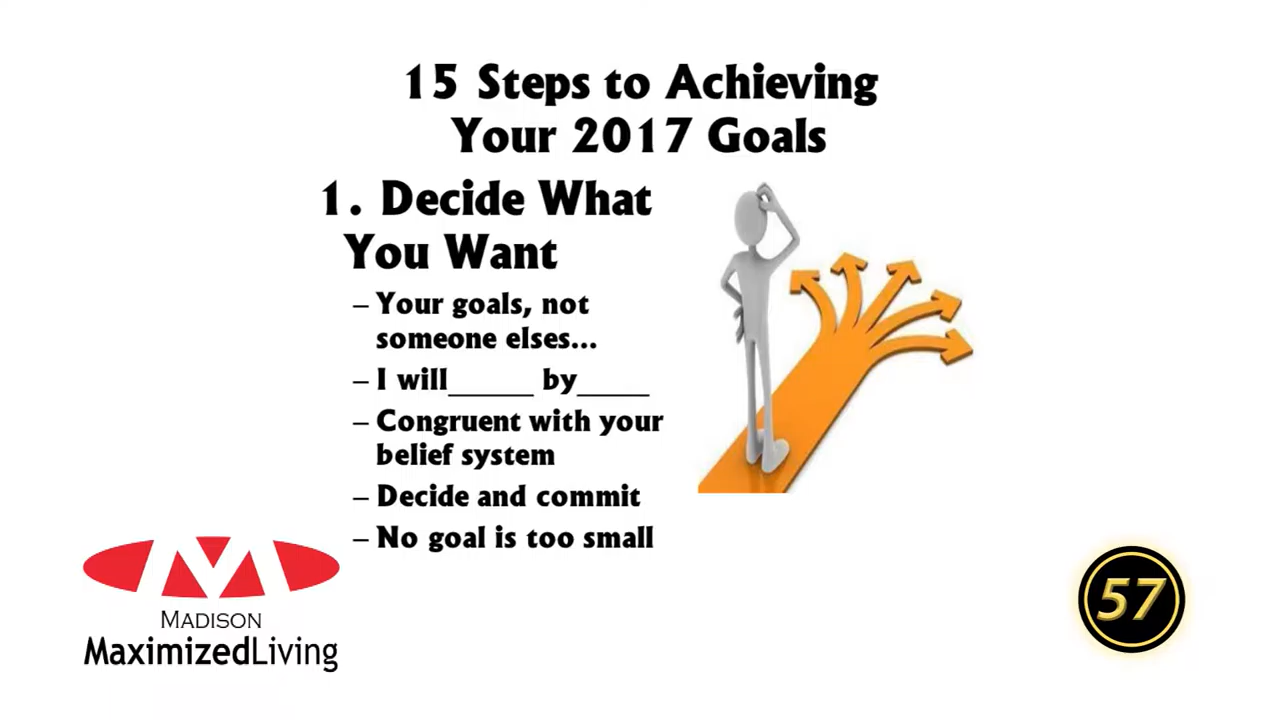 15 Steps to Achieving
Your 2017 Goals
1. Decide What
You Want
– Your goals, not
someone elses...
– I will______ by_____
– Congruent with your
belief system
– Decide and commit
– No goal is too small
M
MADISON
MaximizedLiving
57